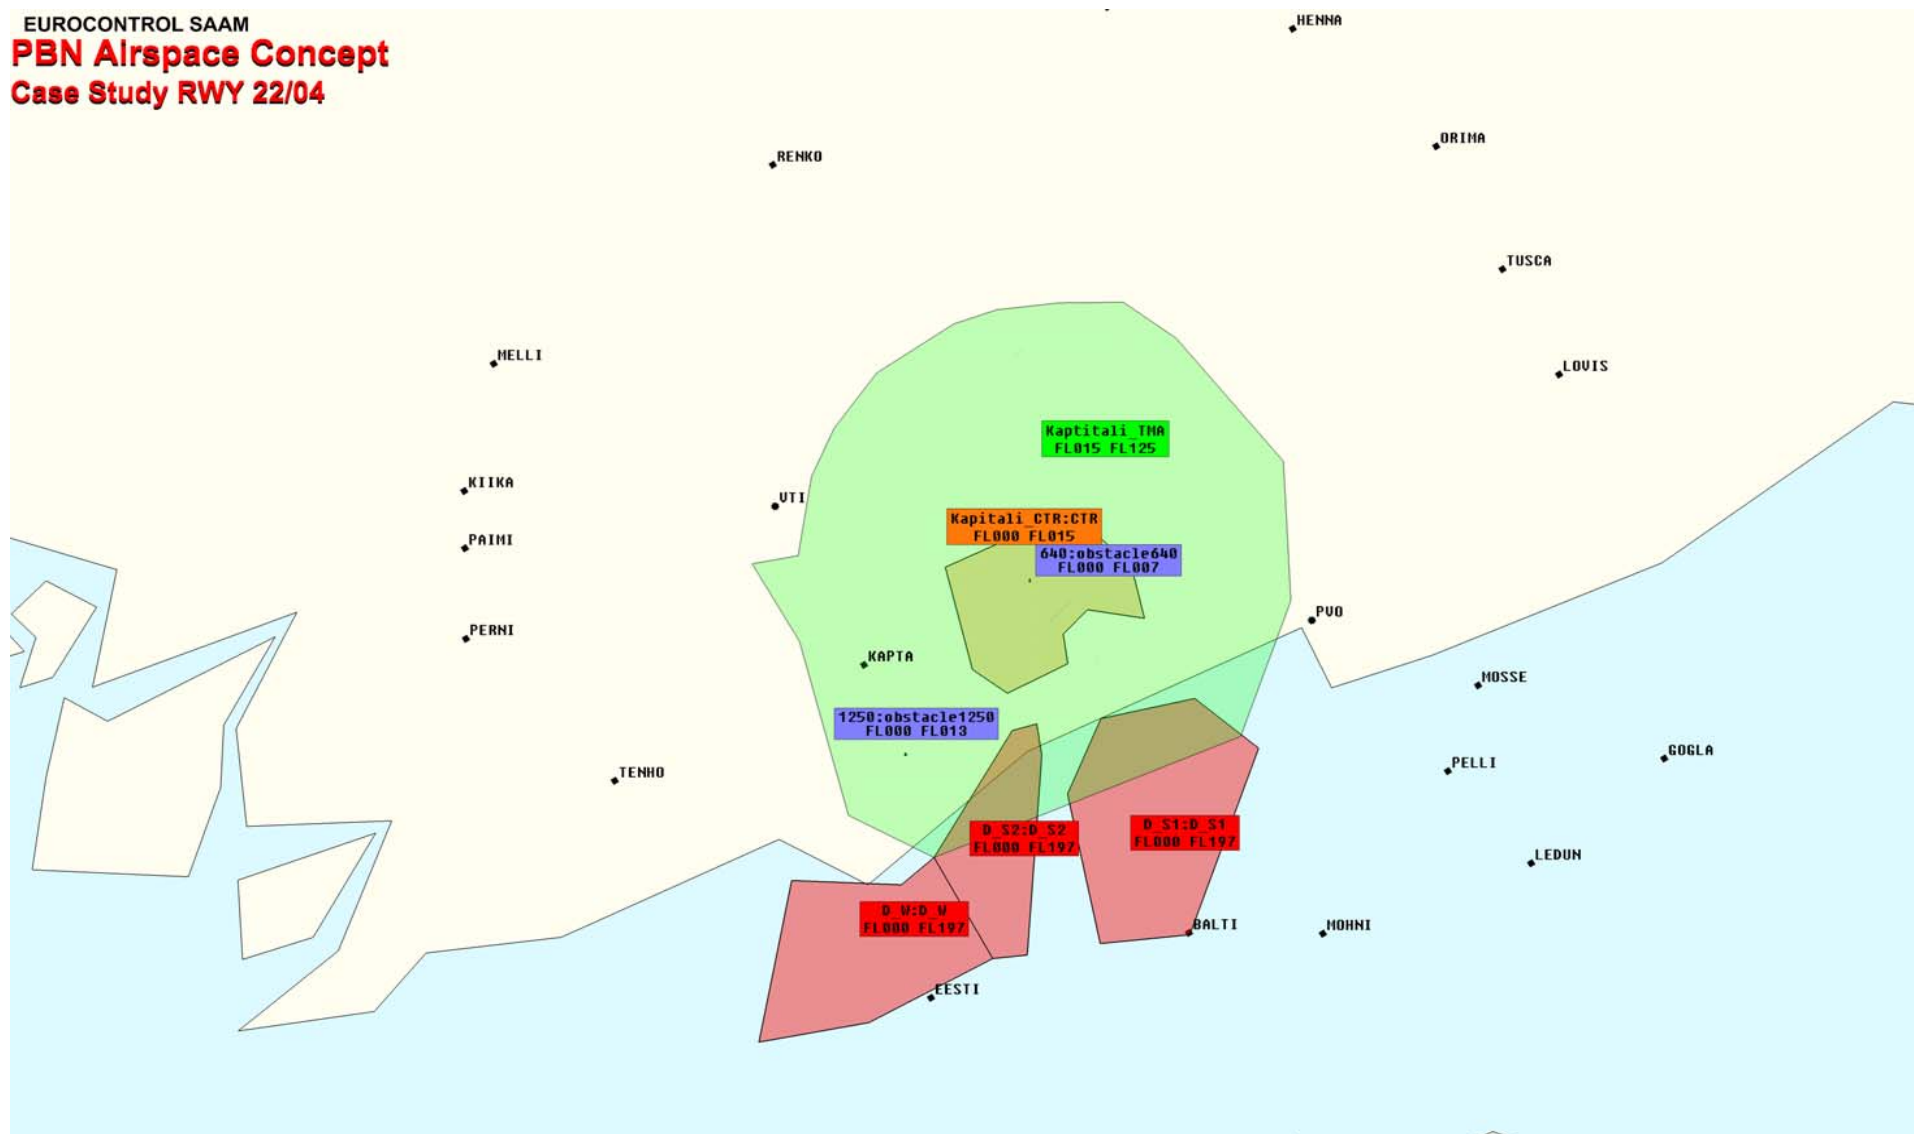 EUROCONTROL SAAM
PBN Airspace Concept
Case Study RWY 22/04
HENNA
ORIMA
RENKO
TUSCA
MELLI
LOVIS
Kaptitali_TMA
FL015 FL125
KIIKA
VTI
Kapitali_CTR:CTR
FL000 FL015
PAIMI
640:obstacle640
FL000 FL007
PVO
PERNI
KAPTA
MOSSE
1250:obstacle1250
FL000 FL013
GOGLA
PELLI
TENHO
D_S1:D_S1
FL000 FL197
D_S2:D_S2
FL000 FL197
LEDUN
D_W:D_W
FL000 FL197
BALTI
MOHNI
EESTI